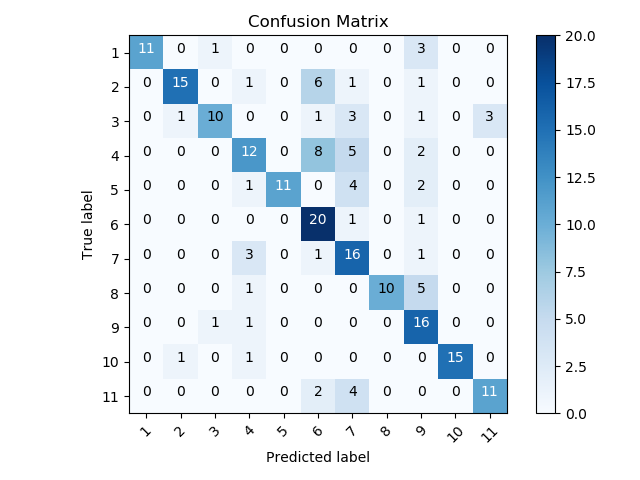 Confusion Matrix
1 11 0 1 0 0 0 0 0 3 0 0
2 0 15 0 1 0 6 1 0 1 0 0
3 0 1 10 0 0 1 3 0 1 0 3
4 0 0 0 12 0 8 5 0 2 0 0
5 0 0 0 1 11 0 4 0 2 0 0
6 0 0 0 0 0 20 1 0 1 0 0
7 0 0 0 3 0 1 16 0 1 0 0
8 0 0 0 1 0 0 0 10 5 0 0
9 0 0 1 1 0 0 0 0 16 0 0
10 0 1 0 1 0 0 0 0 0 15 0
11 0 0 0 0 0 2 4 0 0 0 11
1 2 3 4 5 6 7 8 9 10 11
True label
Predicted label
20.0
17.5
15.0
12.5
10.0
7.5
5.0
2.5
0.0